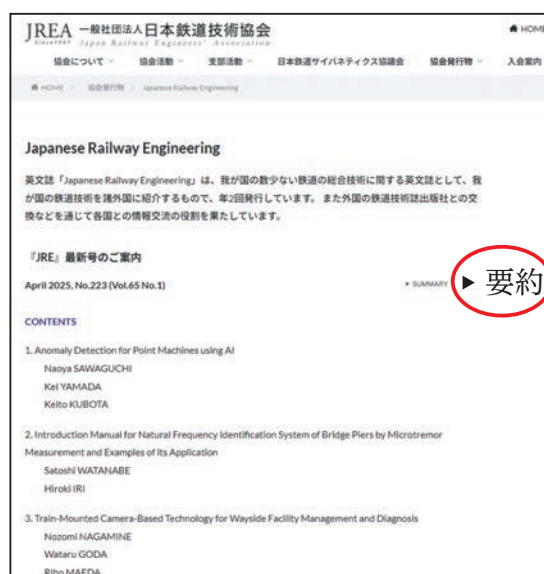 JREA 一般社団法人日本鉄道技術協会
Since1947 Japan Railway Engineers' Association
HOME
協会について 協会活動 支部活動 日本鉄道サイバネティクス協議会 協会発行物 入会案内
HOME 協会発行物 Japanese Railway Engineering
Japanese Railway Engineering
英文誌「Japanese Railway Engineering」は、我が国の数少ない鉄道の総合技術に関する英文誌として、我
が国の鉄道技術を諸外国に紹介するもので、年2回発行しています。 また外国の鉄道技術誌出版社との交
換などを通じて各国との情報交流の役割を果たしています。
『JRE』最新号のご案内
April 2025, No.223 (Vol.65 No.1) ▶ SUMMARY ▶ 要約
CONTENTS
1. Anomaly Detection for Point Machines using AI
Naoya SAWAGUCHI
Kei YAMADA
Keito KUBOTA
2. Introduction Manual for Natural Frequency Identification System of Bridge Piers by Microtremor
Measurement and Examples of its Application
Satoshi WATANABE
Hiroki IRI
3. Train-Mounted Camera-Based Technology for Wayside Facility Management and Diagnosis
Nozomi NAGAMINE
Wataru GODA
Riho MAEDA